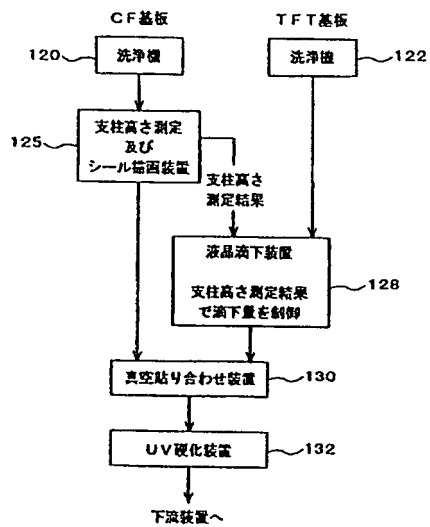 CF基板
TFT基板
120
洗浄機
洗浄機
122
125
支柱高さ測定
及び
シール描画装置
支柱高さ
測定結果
液晶滴下装置
支柱高さ測定結果
で滴下量を制御
128
真空貼り合わせ装置
130
UV硬化装置
132
下流装置へ